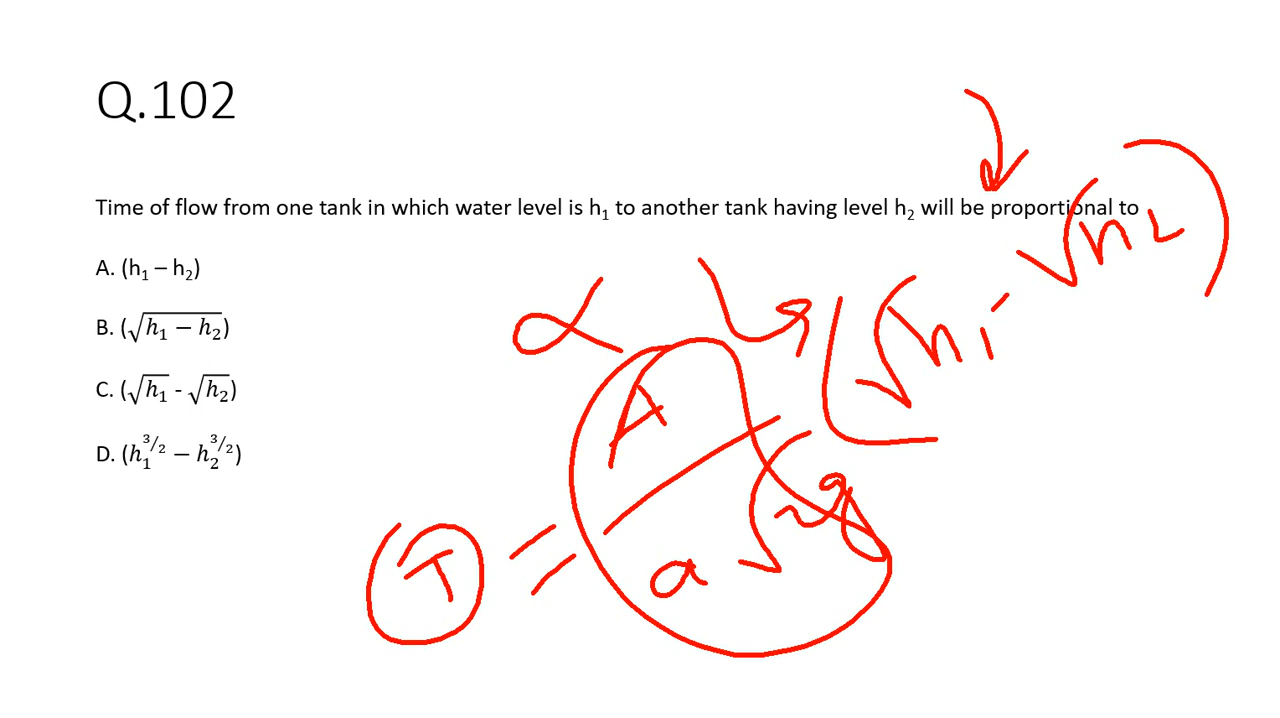 Q.102
Time of flow from one tank in which water level is h₁ to another tank having level h₂ will be proportional to
A. (h₁ – h₂)
B. (√(h₁ − h₂))
C. (√h₁ - √h₂)
D. (h₁^3/2 − h₂^3/2)
∝
T = A / a√2g (√h₁ - √h₂)